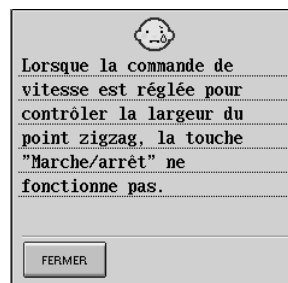 Lorsque la commande de
vitesse est réglée pour
contrôler la largeur du
point zigzag, la touche
"Marche/arrêt" ne
fonctionne pas.
FERMER